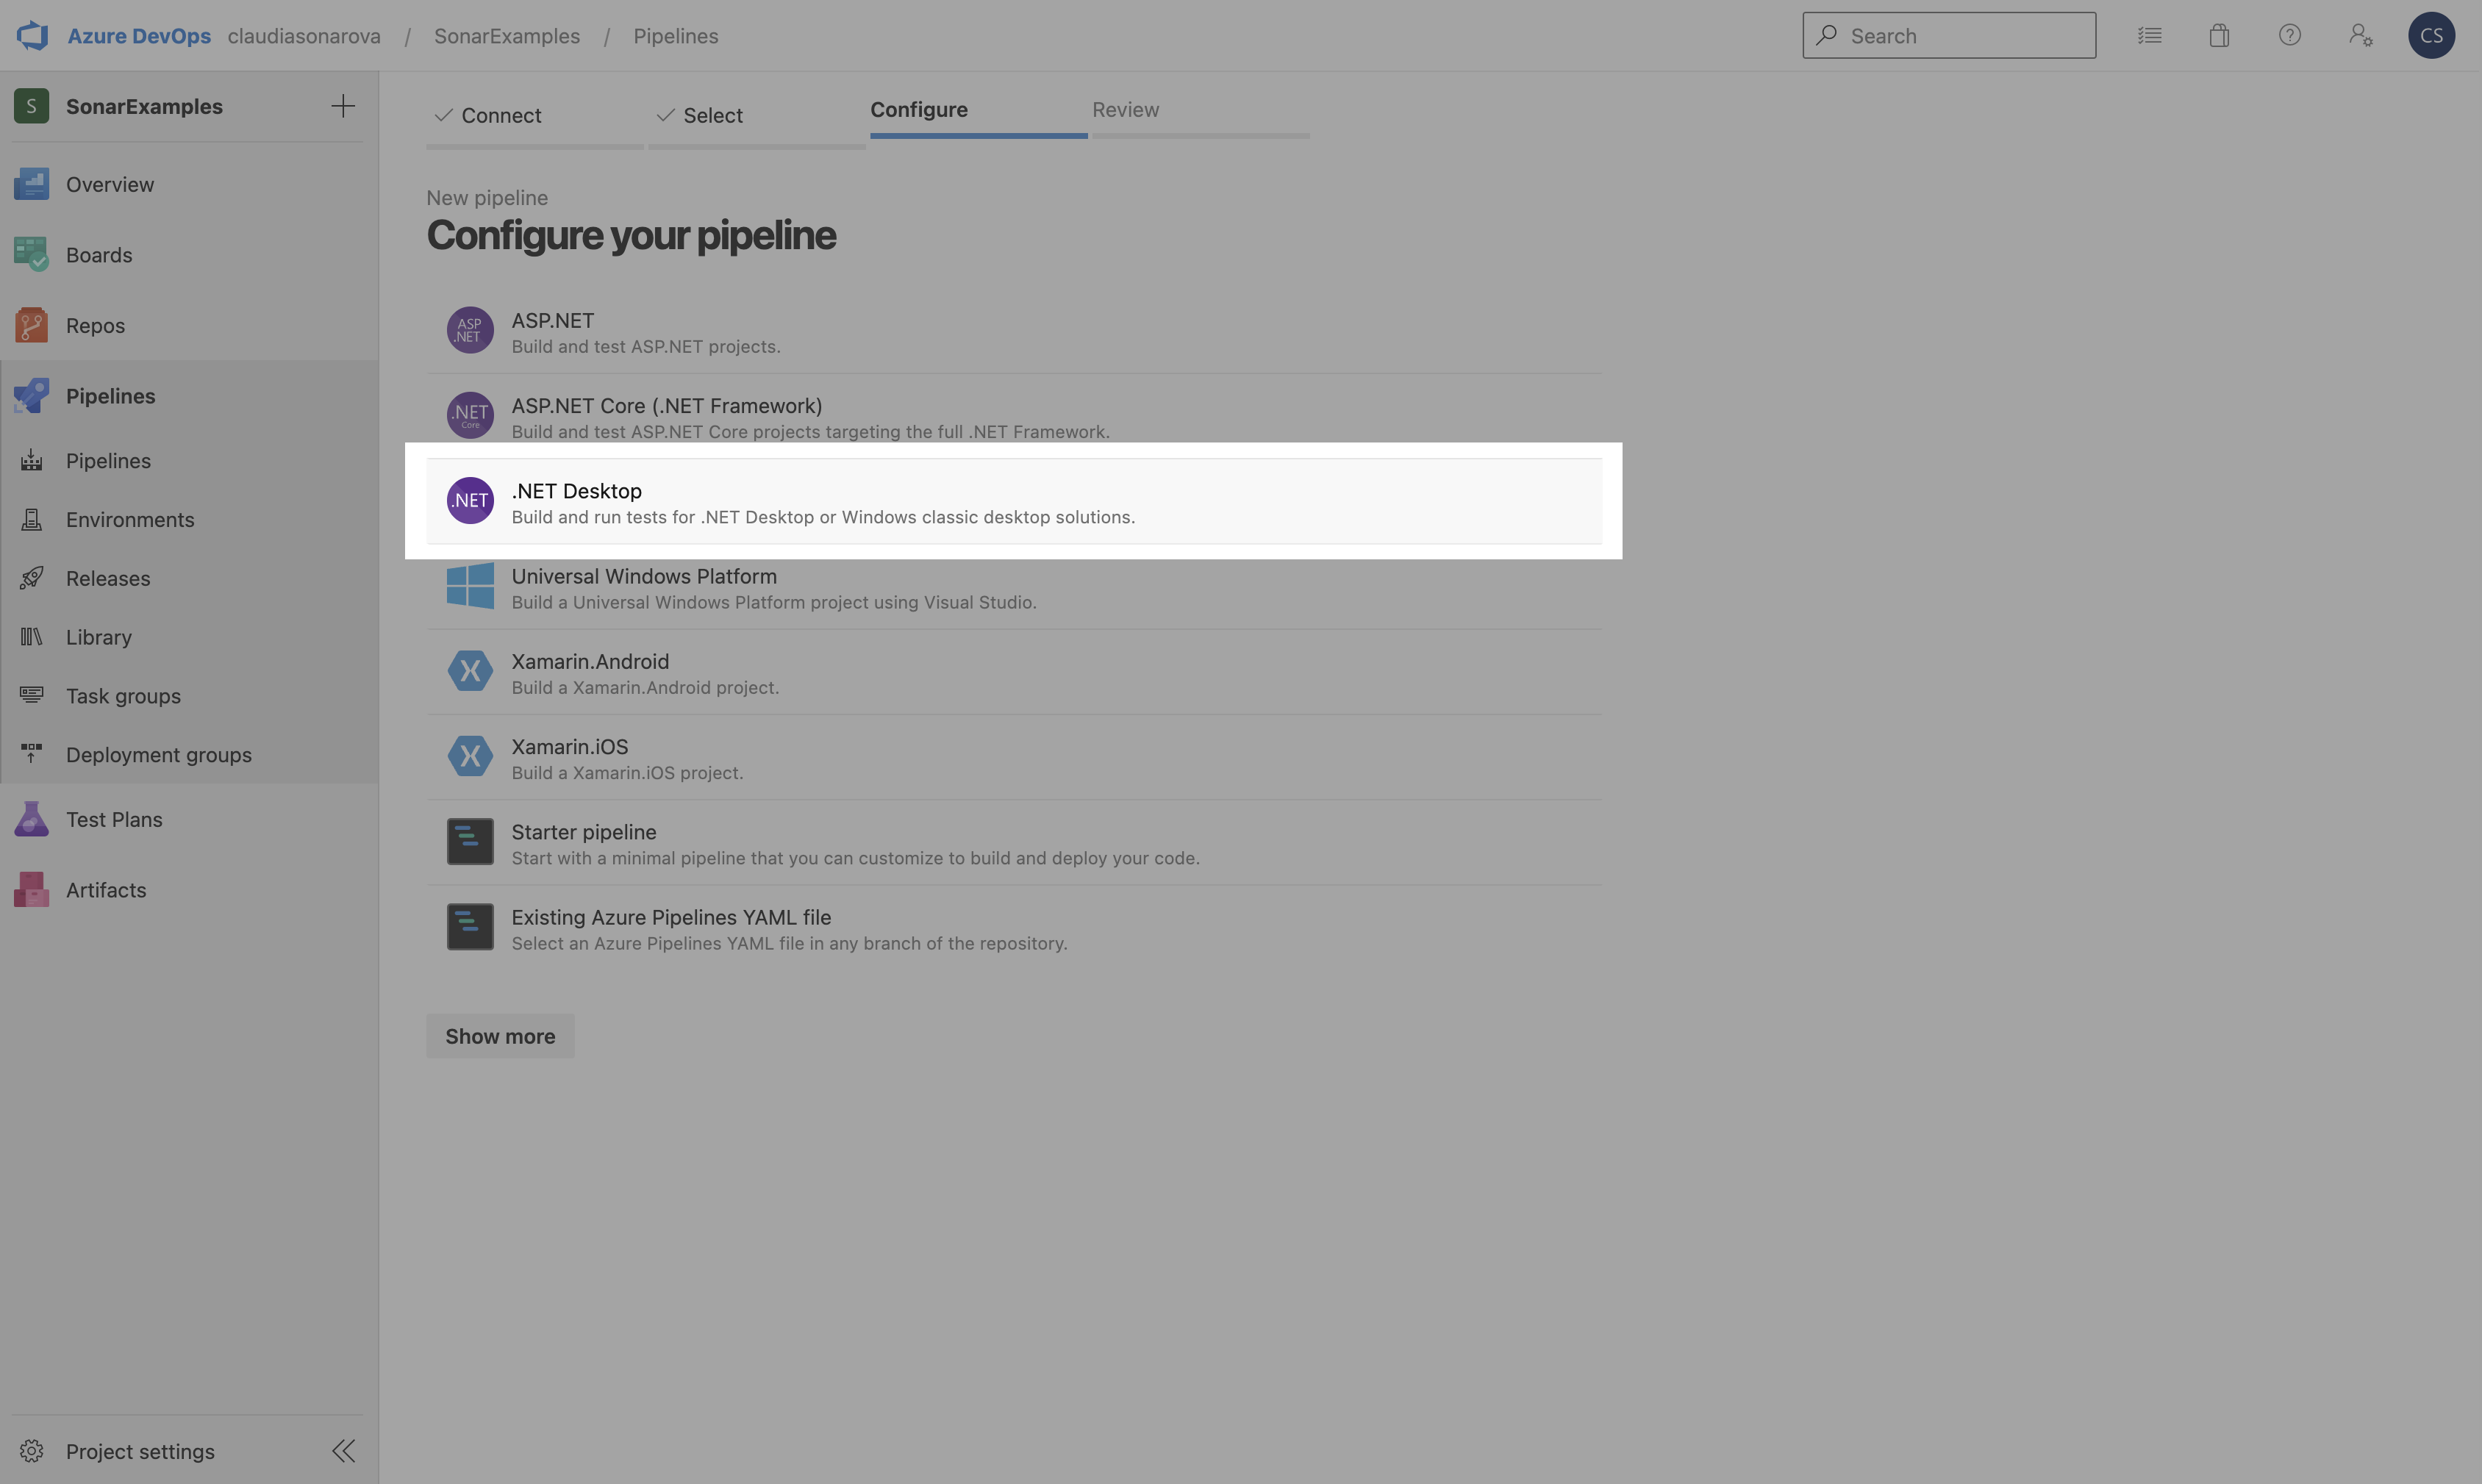 Azure DevOps claudiasonarova / SonarExamples / Pipelines Search CS
S SonarExamples
Overview
Boards
Repos
Pipelines
Pipelines
Environments
Releases
Library
Task groups
Deployment groups
Test Plans
Artifacts
Project settings
Connect Select Configure Review
New pipeline
Configure your pipeline
ASP
.NET
ASP.NET
Build and test ASP.NET projects.
.NET
Core
ASP.NET Core (.NET Framework)
Build and test ASP.NET Core projects targeting the full .NET Framework.
.NET
.NET Desktop
Build and run tests for .NET Desktop or Windows classic desktop solutions.
Universal Windows Platform
Build a Universal Windows Platform project using Visual Studio.
Xamarin.Android
Build a Xamarin.Android project.
Xamarin.iOS
Build a Xamarin.iOS project.
Starter pipeline
Start with a minimal pipeline that you can customize to build and deploy your code.
Existing Azure Pipelines YAML file
Select an Azure Pipelines YAML file in any branch of the repository.
Show more